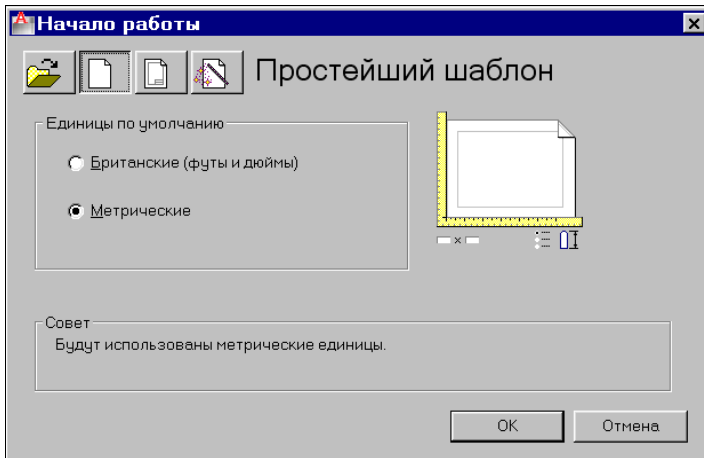 Начало работы
Простейший шаблон
Единицы по умолчанию
Британские (футы и дюймы)
Метрические
Совет
Будут использованы метрические единицы.
OK
Отмена